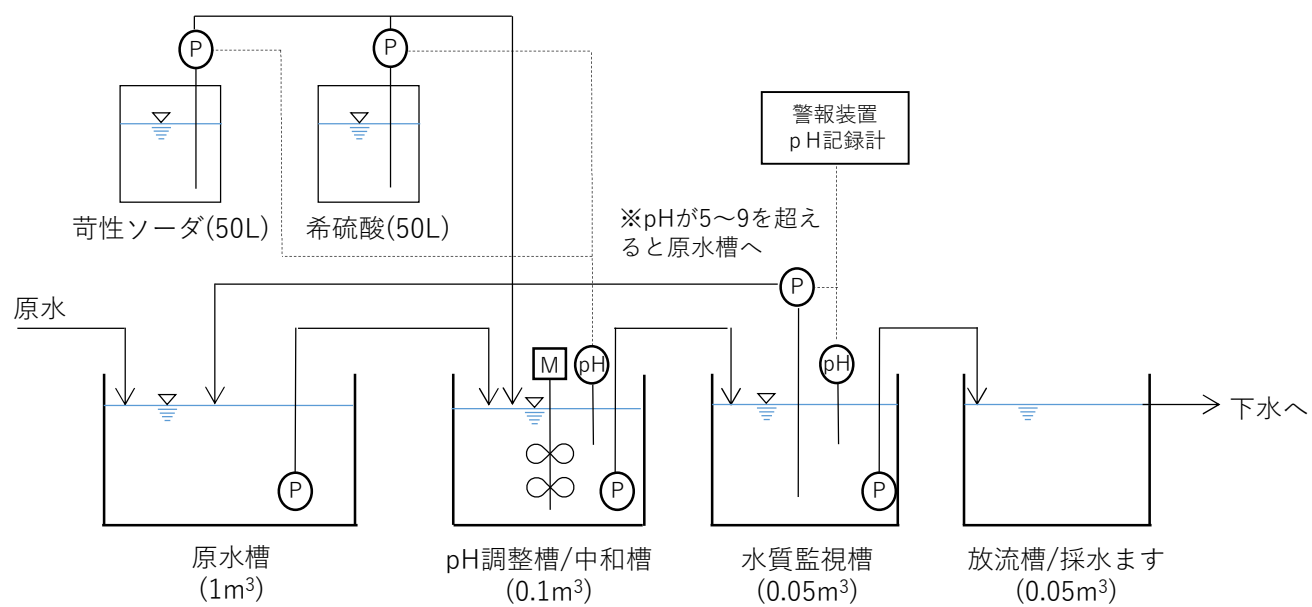 P
P
警報装置
pH記録計
苛性ソーダ(50L)
希硫酸(50L)
※pHが5～9を超え
ると原水槽へ
P
原水
M
pH
pH
下水へ
P
P
P
原水槽
(1m³)
pH調整槽/中和槽
(0.1m³)
水質監視槽
(0.05m³)
放流槽/採水ます
(0.05m³)